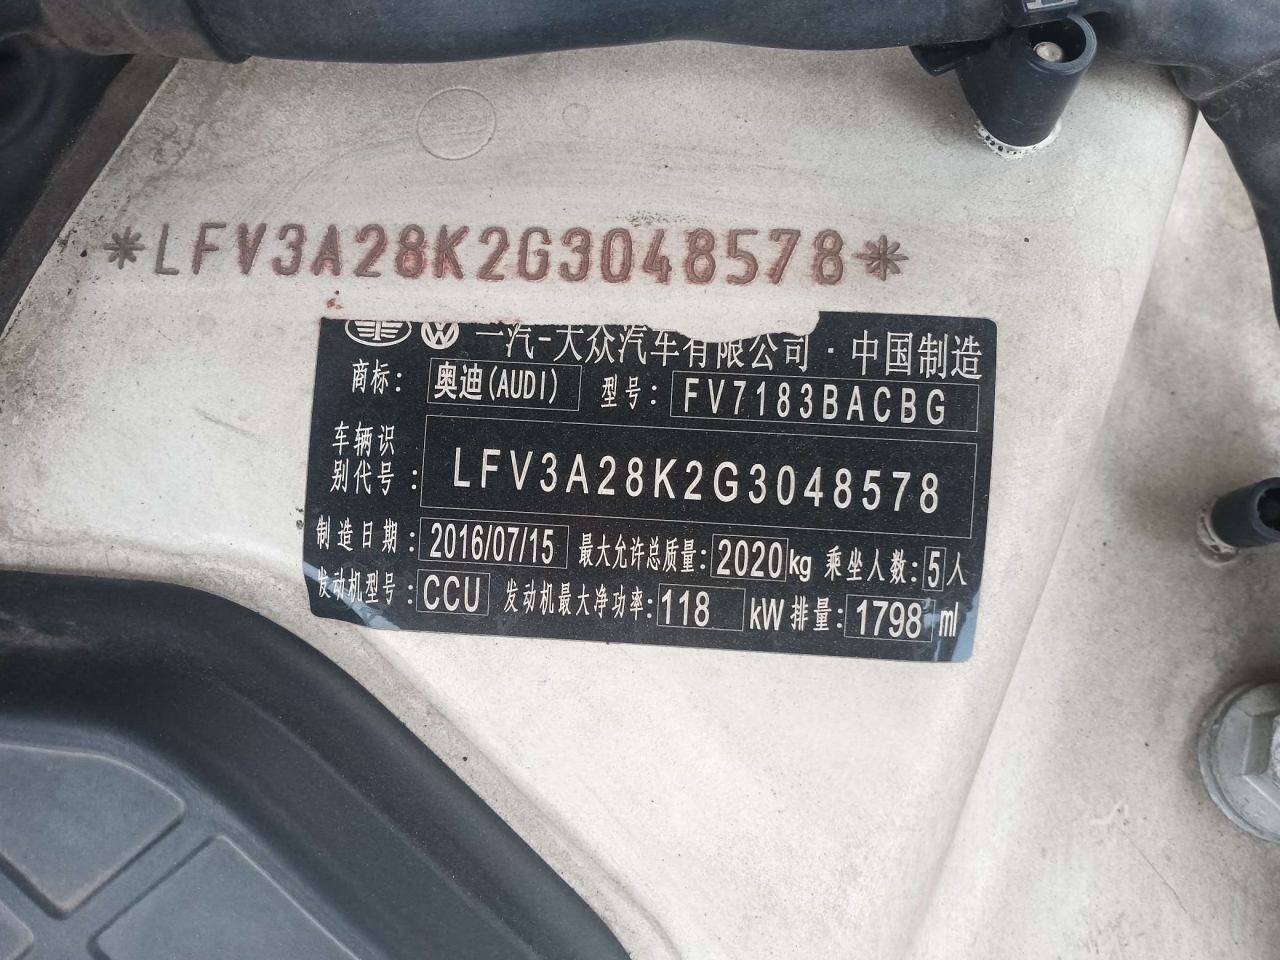 *LFV3A28K2G3048578*
一汽-大众汽车有限公司·中国制造
商标: 奥迪(AUDI) 型号: FV7183BACBG
车辆识别代号: LFV3A28K2G3048578
制造日期: 2016/07/15 最大允许总质量: 2020kg 乘坐人数: 5人
发动机型号: CCU 发动机最大净功率: 118 kW 排量: 1798 ml